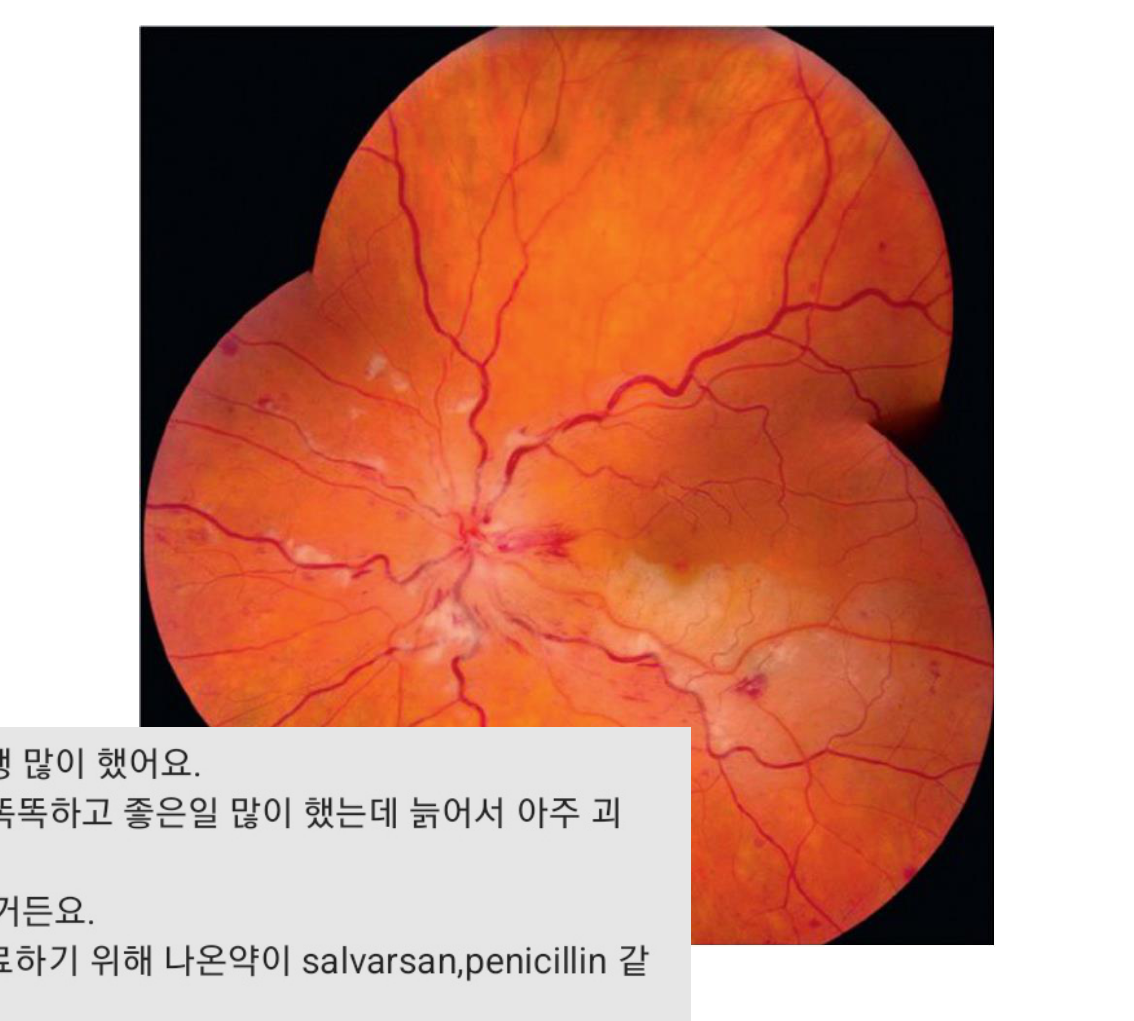 많이 했어요.
똑똑하고 좋은일 많이 했는데 늙어서 아주 괴
거든요.
료하기 위해 나온약이 salvarsan,penicillin 같